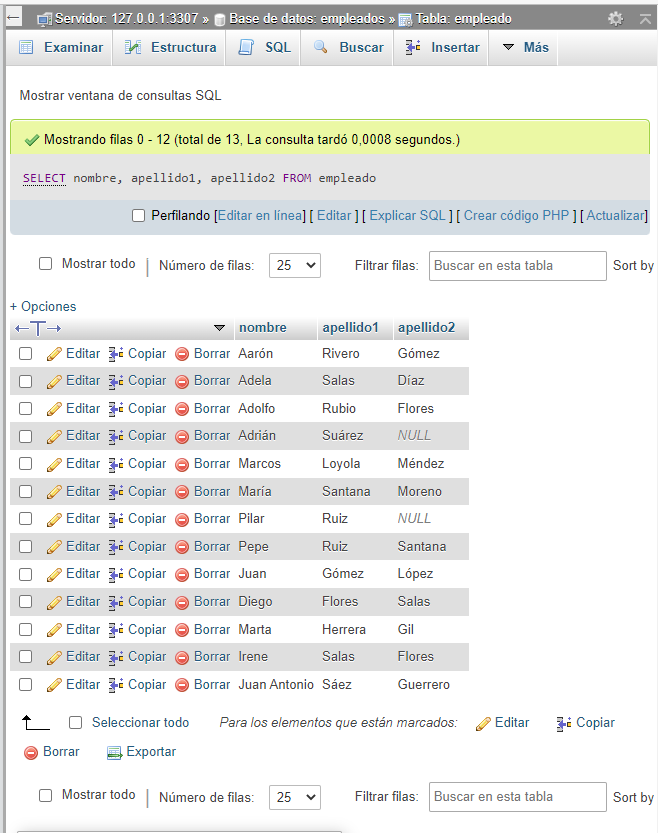 Servidor: 127.0.0.1:3307 » Base de datos: empleados » Tabla: empleado
Examinar Estructura SQL Buscar Insertar Más
Mostrar ventana de consultas SQL
Mostrando filas 0 - 12 (total de 13, La consulta tardó 0,0008 segundos.)
SELECT nombre, apellido1, apellido2 FROM empleado
Perfilando [Editar en línea] [ Editar ] [ Explicar SQL ] [ Crear código PHP ] [ Actualizar]
Mostrar todo | Número de filas: 25 Filtrar filas: Buscar en esta tabla Sort by
+ Opciones
←T→ nombre apellido1 apellido2
Editar Copiar Borrar Aarón Rivero Gómez
Editar Copiar Borrar Adela Salas Díaz
Editar Copiar Borrar Adolfo Rubio Flores
Editar Copiar Borrar Adrián Suárez NULL
Editar Copiar Borrar Marcos Loyola Méndez
Editar Copiar Borrar María Santana Moreno
Editar Copiar Borrar Pilar Ruiz NULL
Editar Copiar Borrar Pepe Ruiz Santana
Editar Copiar Borrar Juan Gómez López
Editar Copiar Borrar Diego Flores Salas
Editar Copiar Borrar Marta Herrera Gil
Editar Copiar Borrar Irene Salas Flores
Editar Copiar Borrar Juan Antonio Sáez Guerrero
Seleccionar todo Para los elementos que están marcados: Editar Copiar
Borrar Exportar
Mostrar todo | Número de filas: 25 Filtrar filas: Buscar en esta tabla Sort by